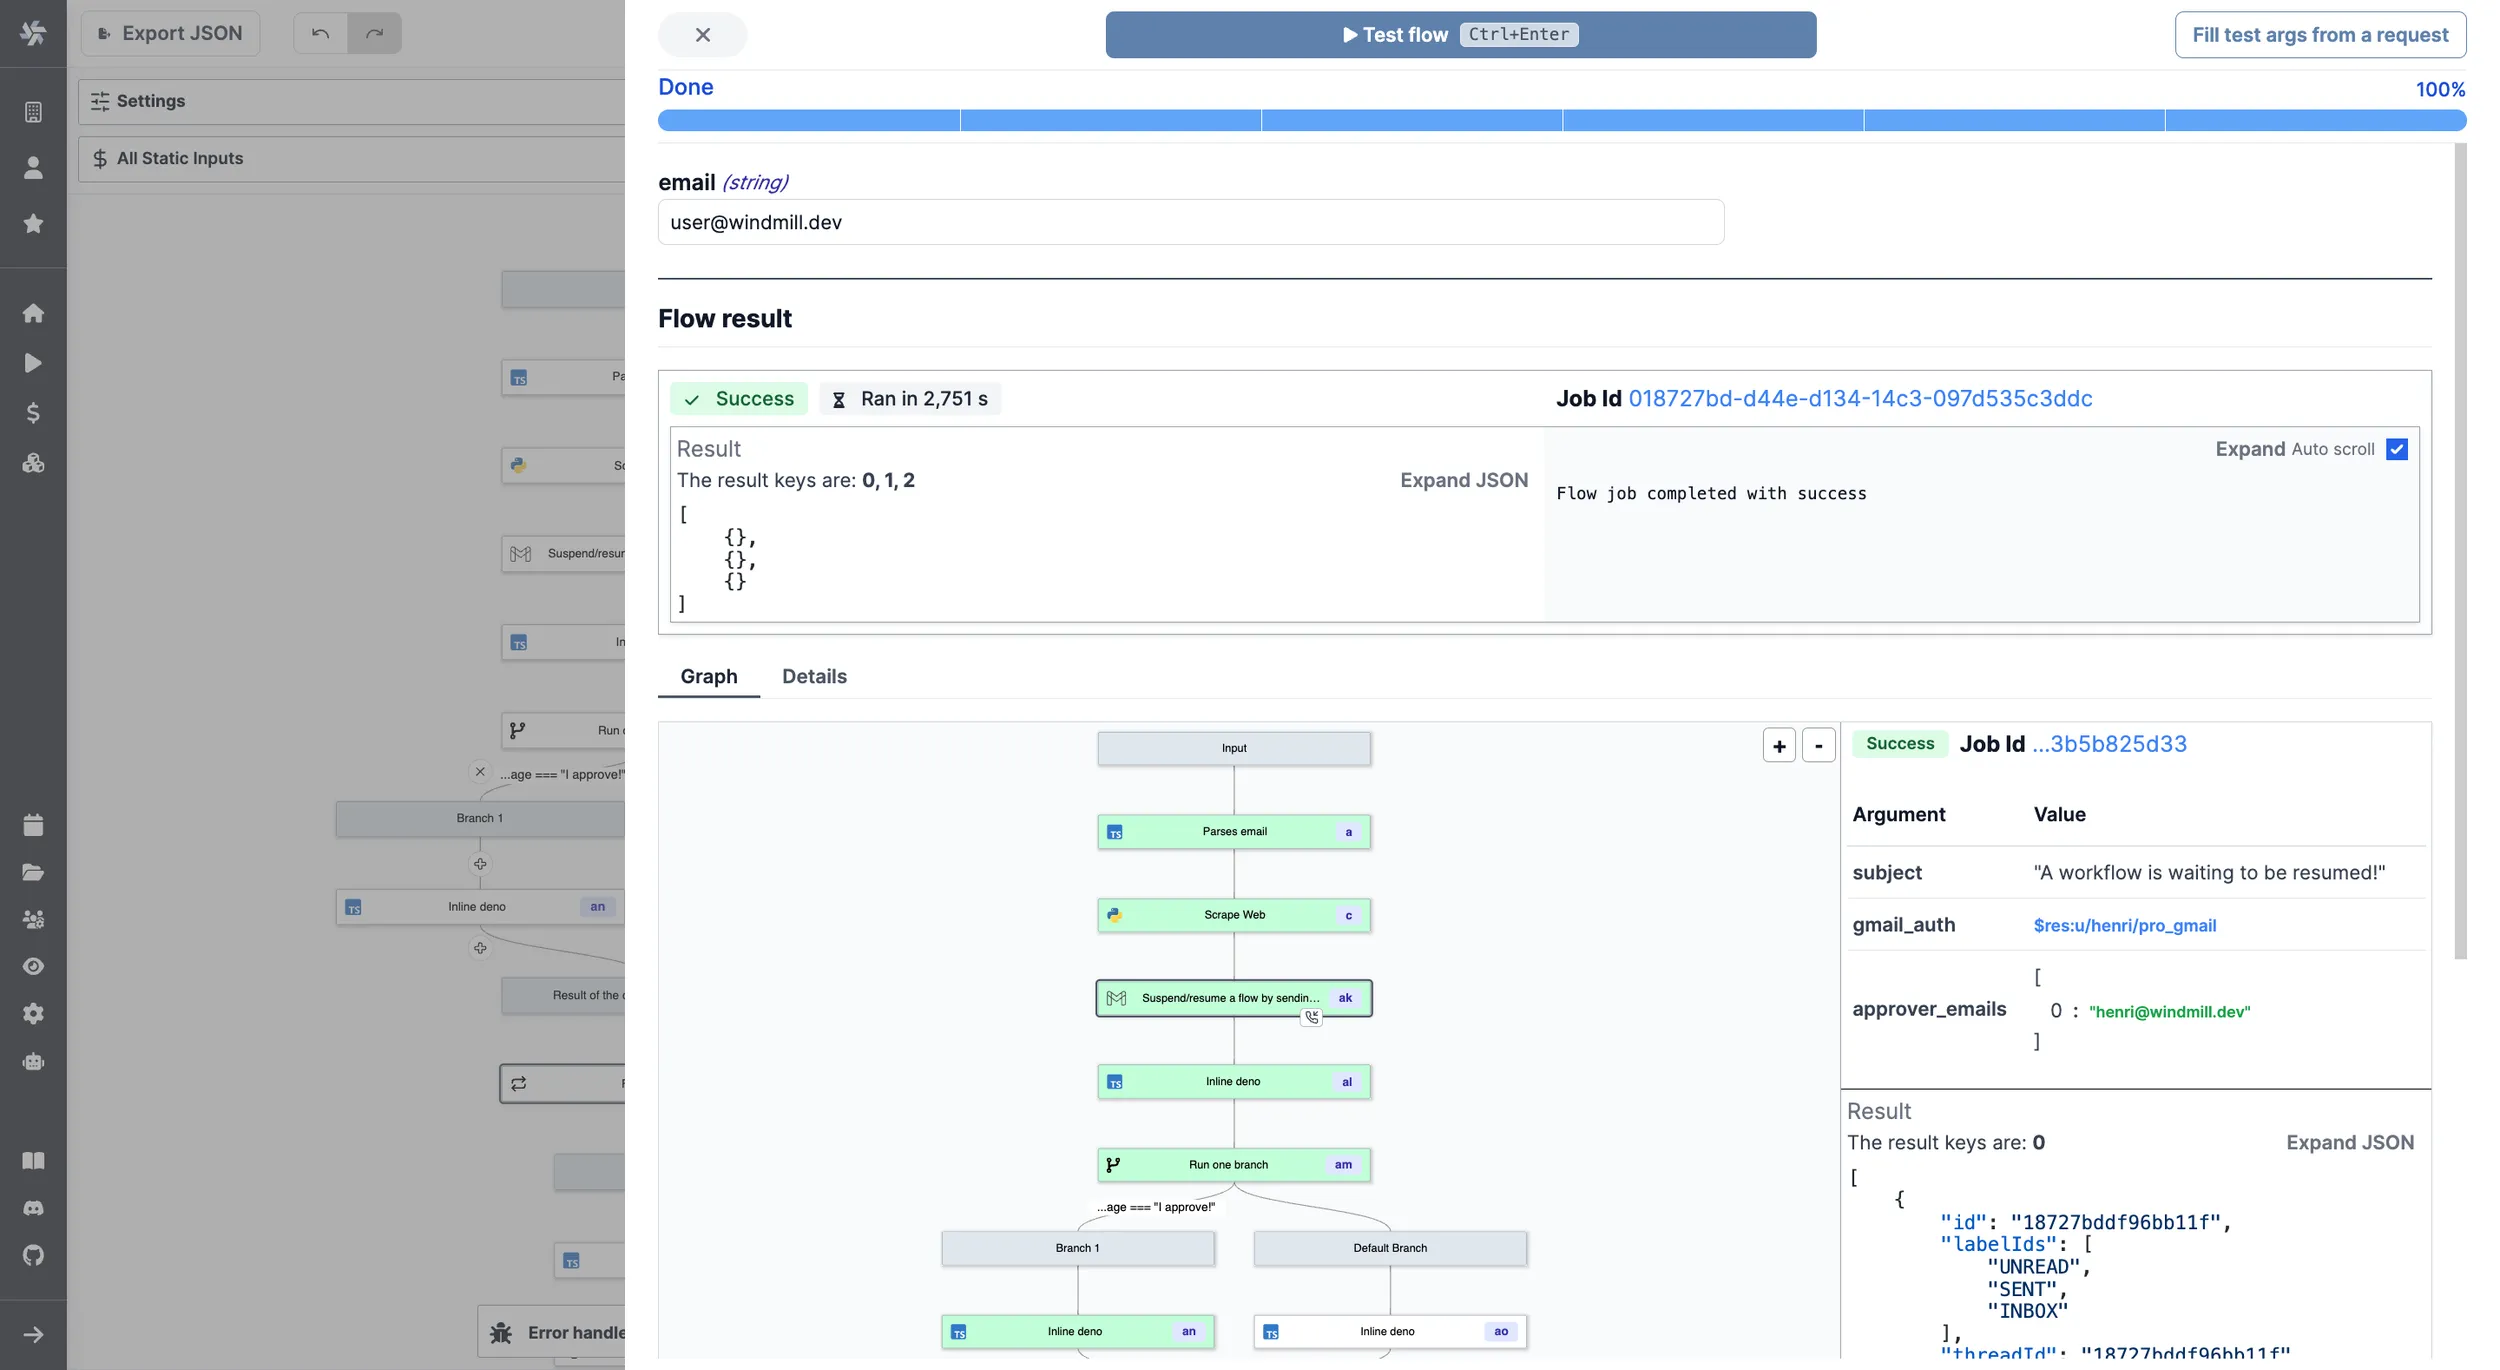 Export JSON
Settings
All Static Inputs
Pa
Sc
Suspend/resum
In
Run o
...age === "I approve!"
Branch 1
Inline deno an
Result of the o
Error handle
Test flow Ctrl+Enter
Fill test args from a request
Done
100%
email (string)
user@windmill.dev
Flow result
Success
Ran in 2,751 s
Job Id 018727bd-d44e-d134-14c3-097d535c3ddc
Result
The result keys are: 0, 1, 2
Expand JSON
[
{},
{},
{}
]
Expand Auto scroll
Flow job completed with success
Graph
Details
Input
+
-
TS Parses email a
Scrape Web c
Suspend/resume a flow by sendin... ak
TS Inline deno al
Run one branch am
...age === "I approve!"
Branch 1
Default Branch
TS Inline deno an
TS Inline deno ao
Success Job Id ...3b5b825d33
Argument Value
subject "A workflow is waiting to be resumed!"
gmail_auth $res:u/henri/pro_gmail
approver_emails
[
0 : "henri@windmill.dev"
]
Result
The result keys are: 0
Expand JSON
[
{
"id": "18727bddf96bb11f",
"labelIds": [
"UNREAD",
"SENT",
"INBOX"
],
"threadId": "18727bddf96bb11f"